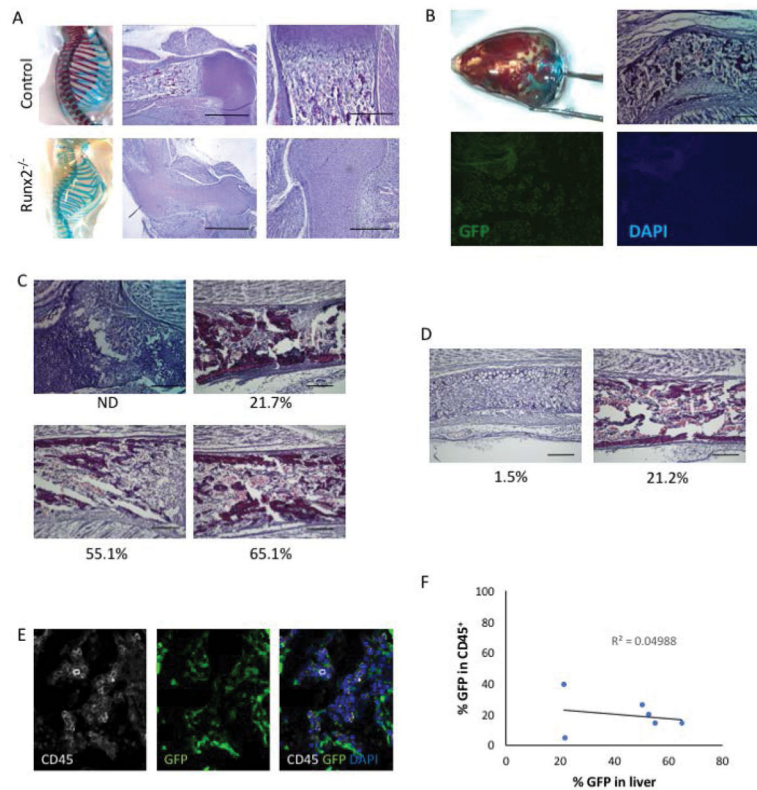 A
Control
Runx2-/-
B
GFP
DAPI
C
ND
21.7%
55.1%
65.1%
D
1.5%
21.2%
E
CD45
GFP
CD45 GFP DAPI
F
% GFP in CD45⁺
100
80
60
40
20
0
R² = 0.04988
0 20 40 60 80
% GFP in liver